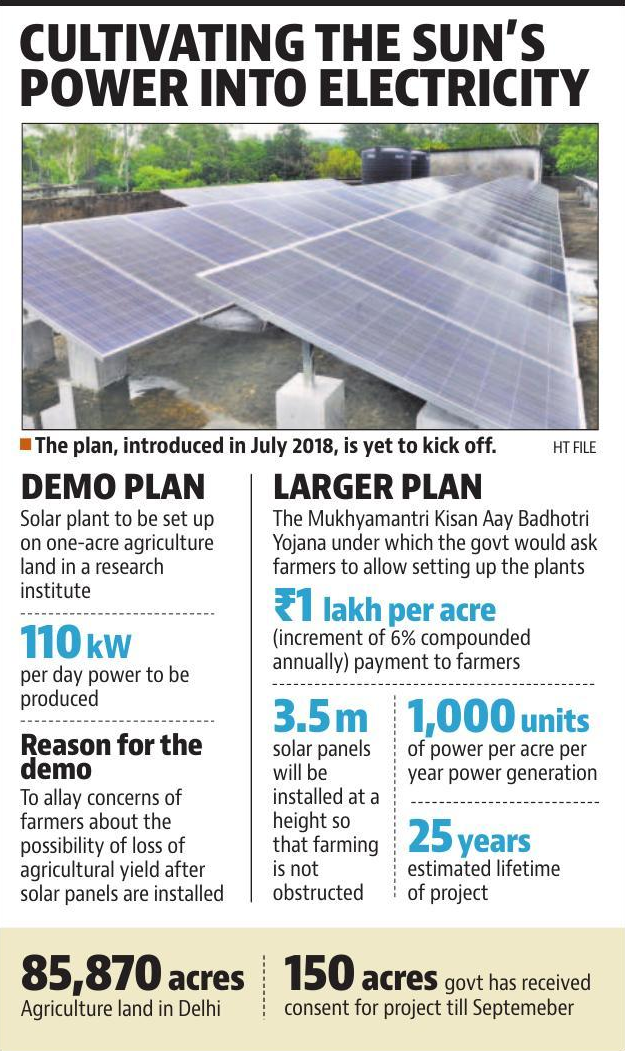 CULTIVATING THE SUN'S
POWER INTO ELECTRICITY
The plan, introduced in July 2018, is yet to kick off.
HT FILE
DEMO PLAN
Solar plant to be set up
on one-acre agriculture
land in a research
institute
110 kW
per day power to be
produced
Reason for the
demo
To allay concerns of
farmers about the
possibility of loss of
agricultural yield after
solar panels are installed
LARGER PLAN
The Mukhyamantri Kisan Aay Badhotri
Yojana under which the govt would ask
farmers to allow setting up the plants
₹1 lakh per acre
(increment of 6% compounded
annually) payment to farmers
3.5 m
solar panels
will be
installed at a
height so
that farming
is not
obstructed
1,000 units
of power per acre per
year power generation
25 years
estimated lifetime
of project
85,870 acres
Agriculture land in Delhi
150 acres govt has received
consent for project till Septemeber